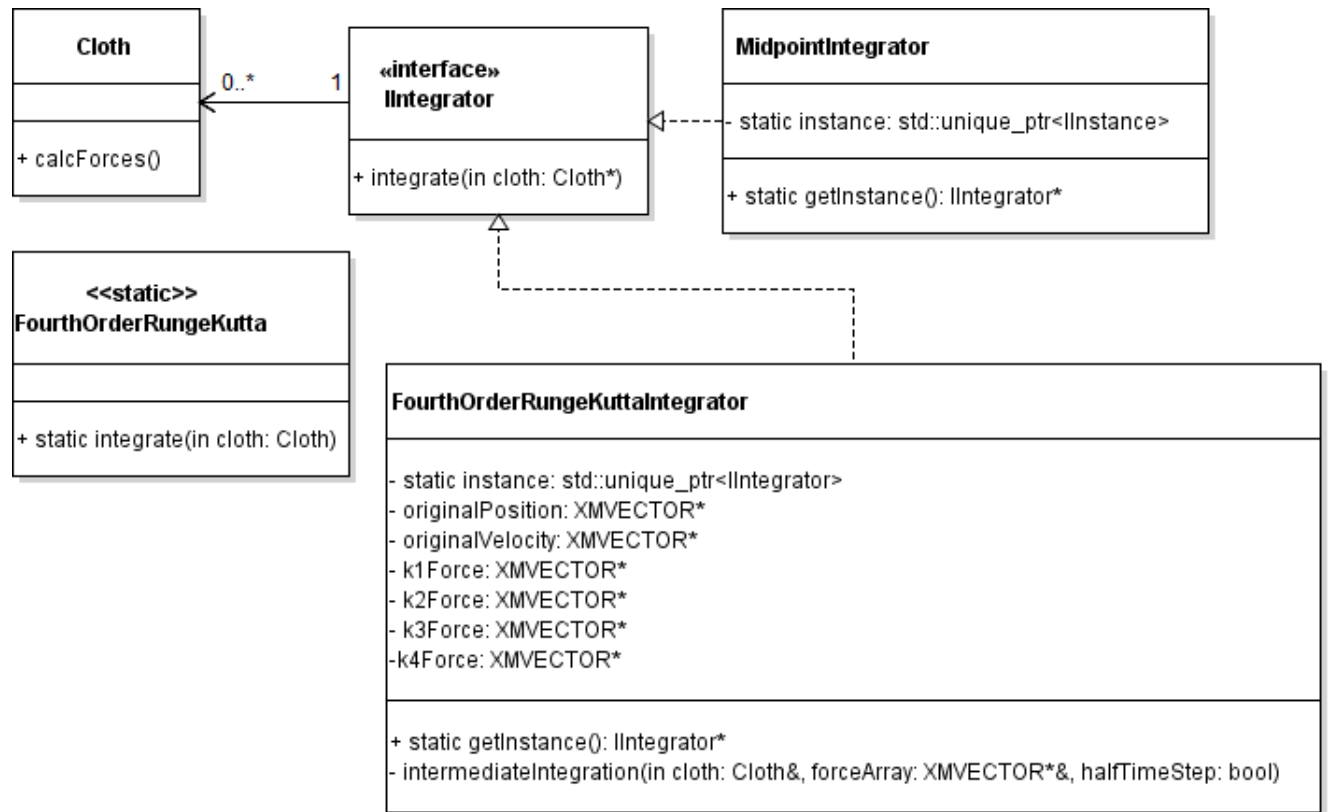 Cloth
+ calcForces()
0..*
1
«interface»
IIntegrator
+ integrate(in cloth: Cloth*)
MidpointIntegrator
- static instance: std::unique_ptr<IInstance>
+ static getInstance(): IIntegrator*
<<static>>
FourthOrderRungeKutta
+ static integrate(in cloth: Cloth)
FourthOrderRungeKuttaIntegrator
- static instance: std::unique_ptr<IIntegrator>
- originalPosition: XMVECTOR*
- originalVelocity: XMVECTOR*
- k1Force: XMVECTOR*
- k2Force: XMVECTOR*
- k3Force: XMVECTOR*
-k4Force: XMVECTOR*
+ static getInstance(): IIntegrator*
- intermediateIntegration(in cloth: Cloth&, forceArray: XMVECTOR*&, halfTimeStep: bool)